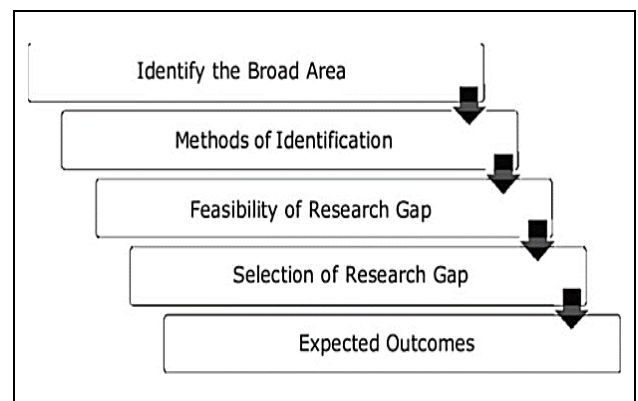 Identify the Broad Area
Methods of Identification
Feasibility of Research Gap
Selection of Research Gap
Expected Outcomes